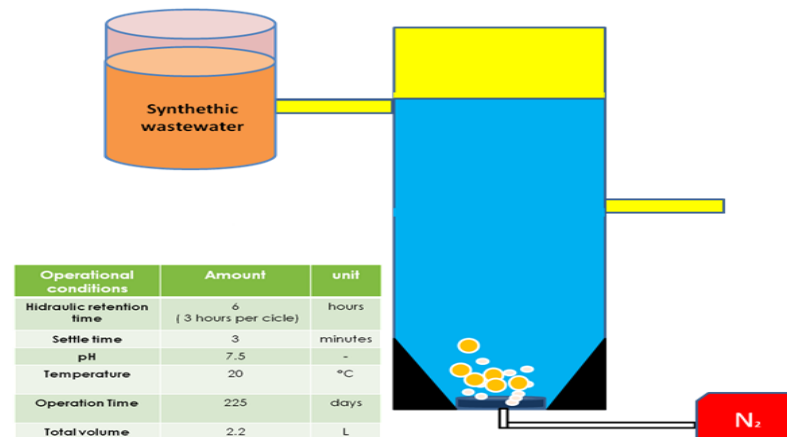 Synthethic
wastewater
Operational
conditions
Amount
unit
Hidraulic retention
time
6
( 3 hours per cicle)
hours
Settle time
3
minutes
pH
7.5
-
Temperature
20
°C
Operation Time
225
days
Total volume
2.2
L
N₂